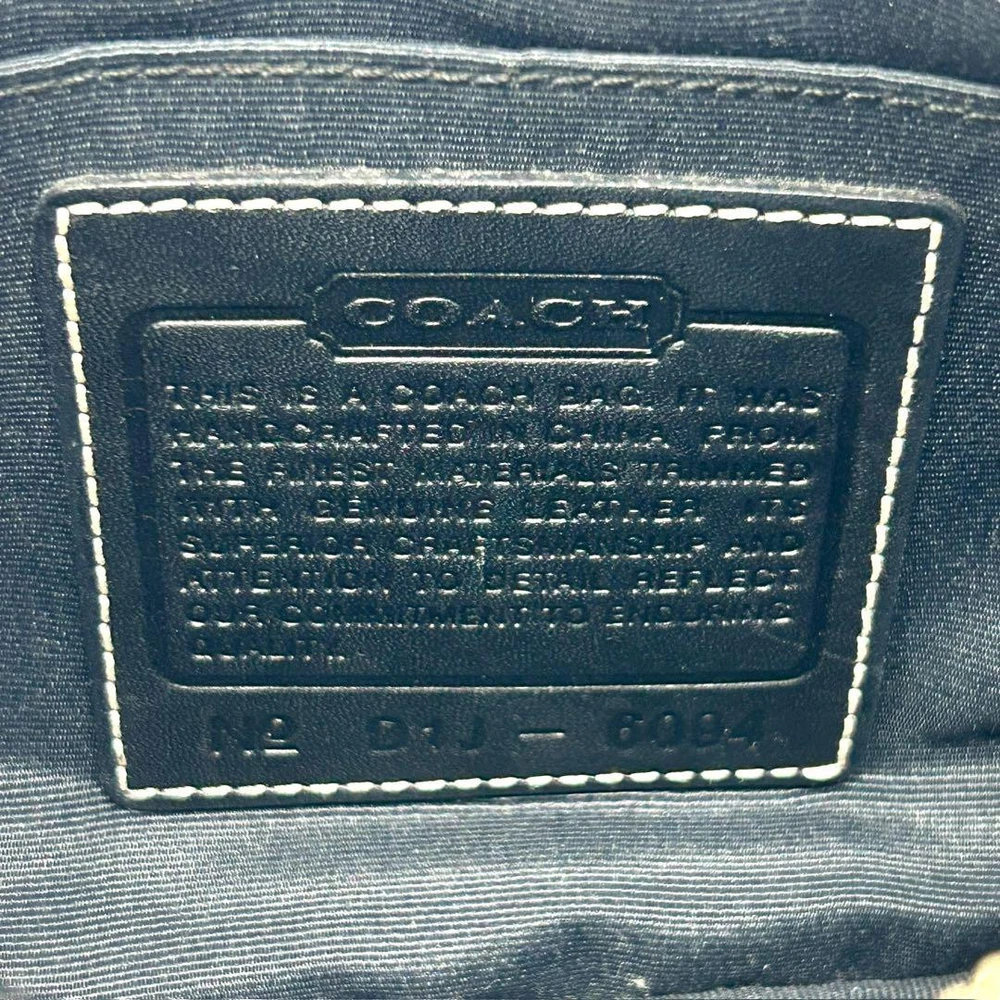 COACH
THIS IS A COACH BAG. IT WAS
HANDCRAFTED IN CHINA FROM
THE FINEST MATERIALS TRIMMED
WITH GENUINE LEATHER. ITS
SUPERIOR CRAFTSMANSHIP AND
ATTENTION TO DETAIL REFLECT
OUR COMMITMENT TO ENDURING
QUALITY.
Nº D1J - 6094